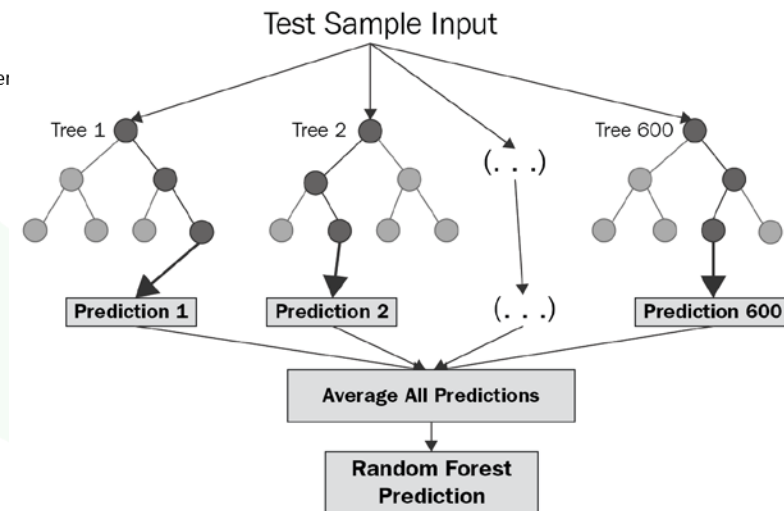 Test Sample Input
Tree 1
Tree 2
Tree 600
(. . .)
Prediction 1
Prediction 2
(. . .)
Prediction 600
Average All Predictions
Random Forest
Prediction